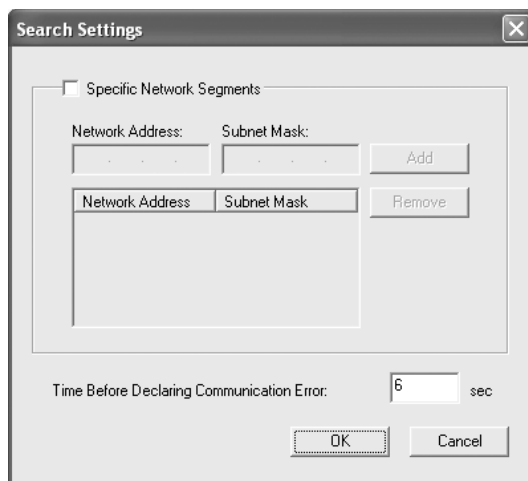 Search Settings
Specific Network Segments
Network Address: Subnet Mask:
. . . . . . Add
Network Address Subnet Mask Remove
Time Before Declaring Communication Error: 6 sec
OK Cancel